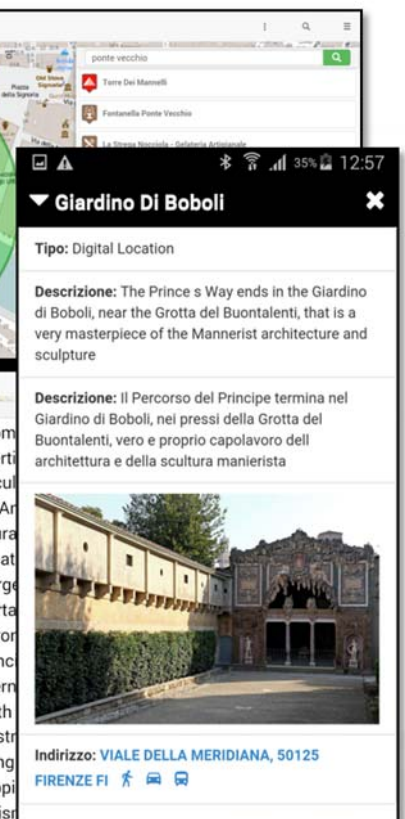 ponte vecchio
Piazza
della Signoria
Torre Dei Mannelli
Fontanella Ponte Vecchio
La Strega Nocciola - Gelateria Artigianale
35% 12:57
Giardino Di Boboli
Tipo: Digital Location
Descrizione: The Prince s Way ends in the Giardino
di Boboli, near the Grotta del Buontalenti, that is a
very masterpiece of the Mannerist architecture and
sculpture
Descrizione: Il Percorso del Principe termina nel
Giardino di Boboli, nei pressi della Grotta del
Buontalenti, vero e proprio capolavoro dell
architettura e della scultura manierista
Indirizzo: VIALE DELLA MERIDIANA, 50125
FIRENZE FI